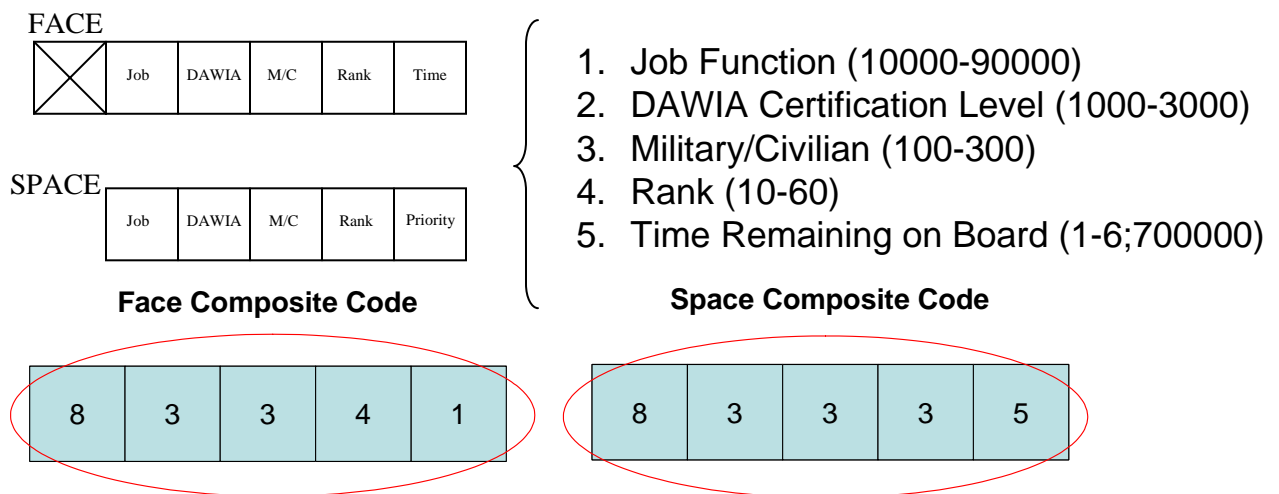 FACE
Job DAWIA M/C Rank Time
SPACE
Job DAWIA M/C Rank Priority
1. Job Function (10000-90000)
2. DAWIA Certification Level (1000-3000)
3. Military/Civilian (100-300)
4. Rank (10-60)
5. Time Remaining on Board (1-6;700000)
Face Composite Code
8 3 3 4 1
Space Composite Code
8 3 3 3 5